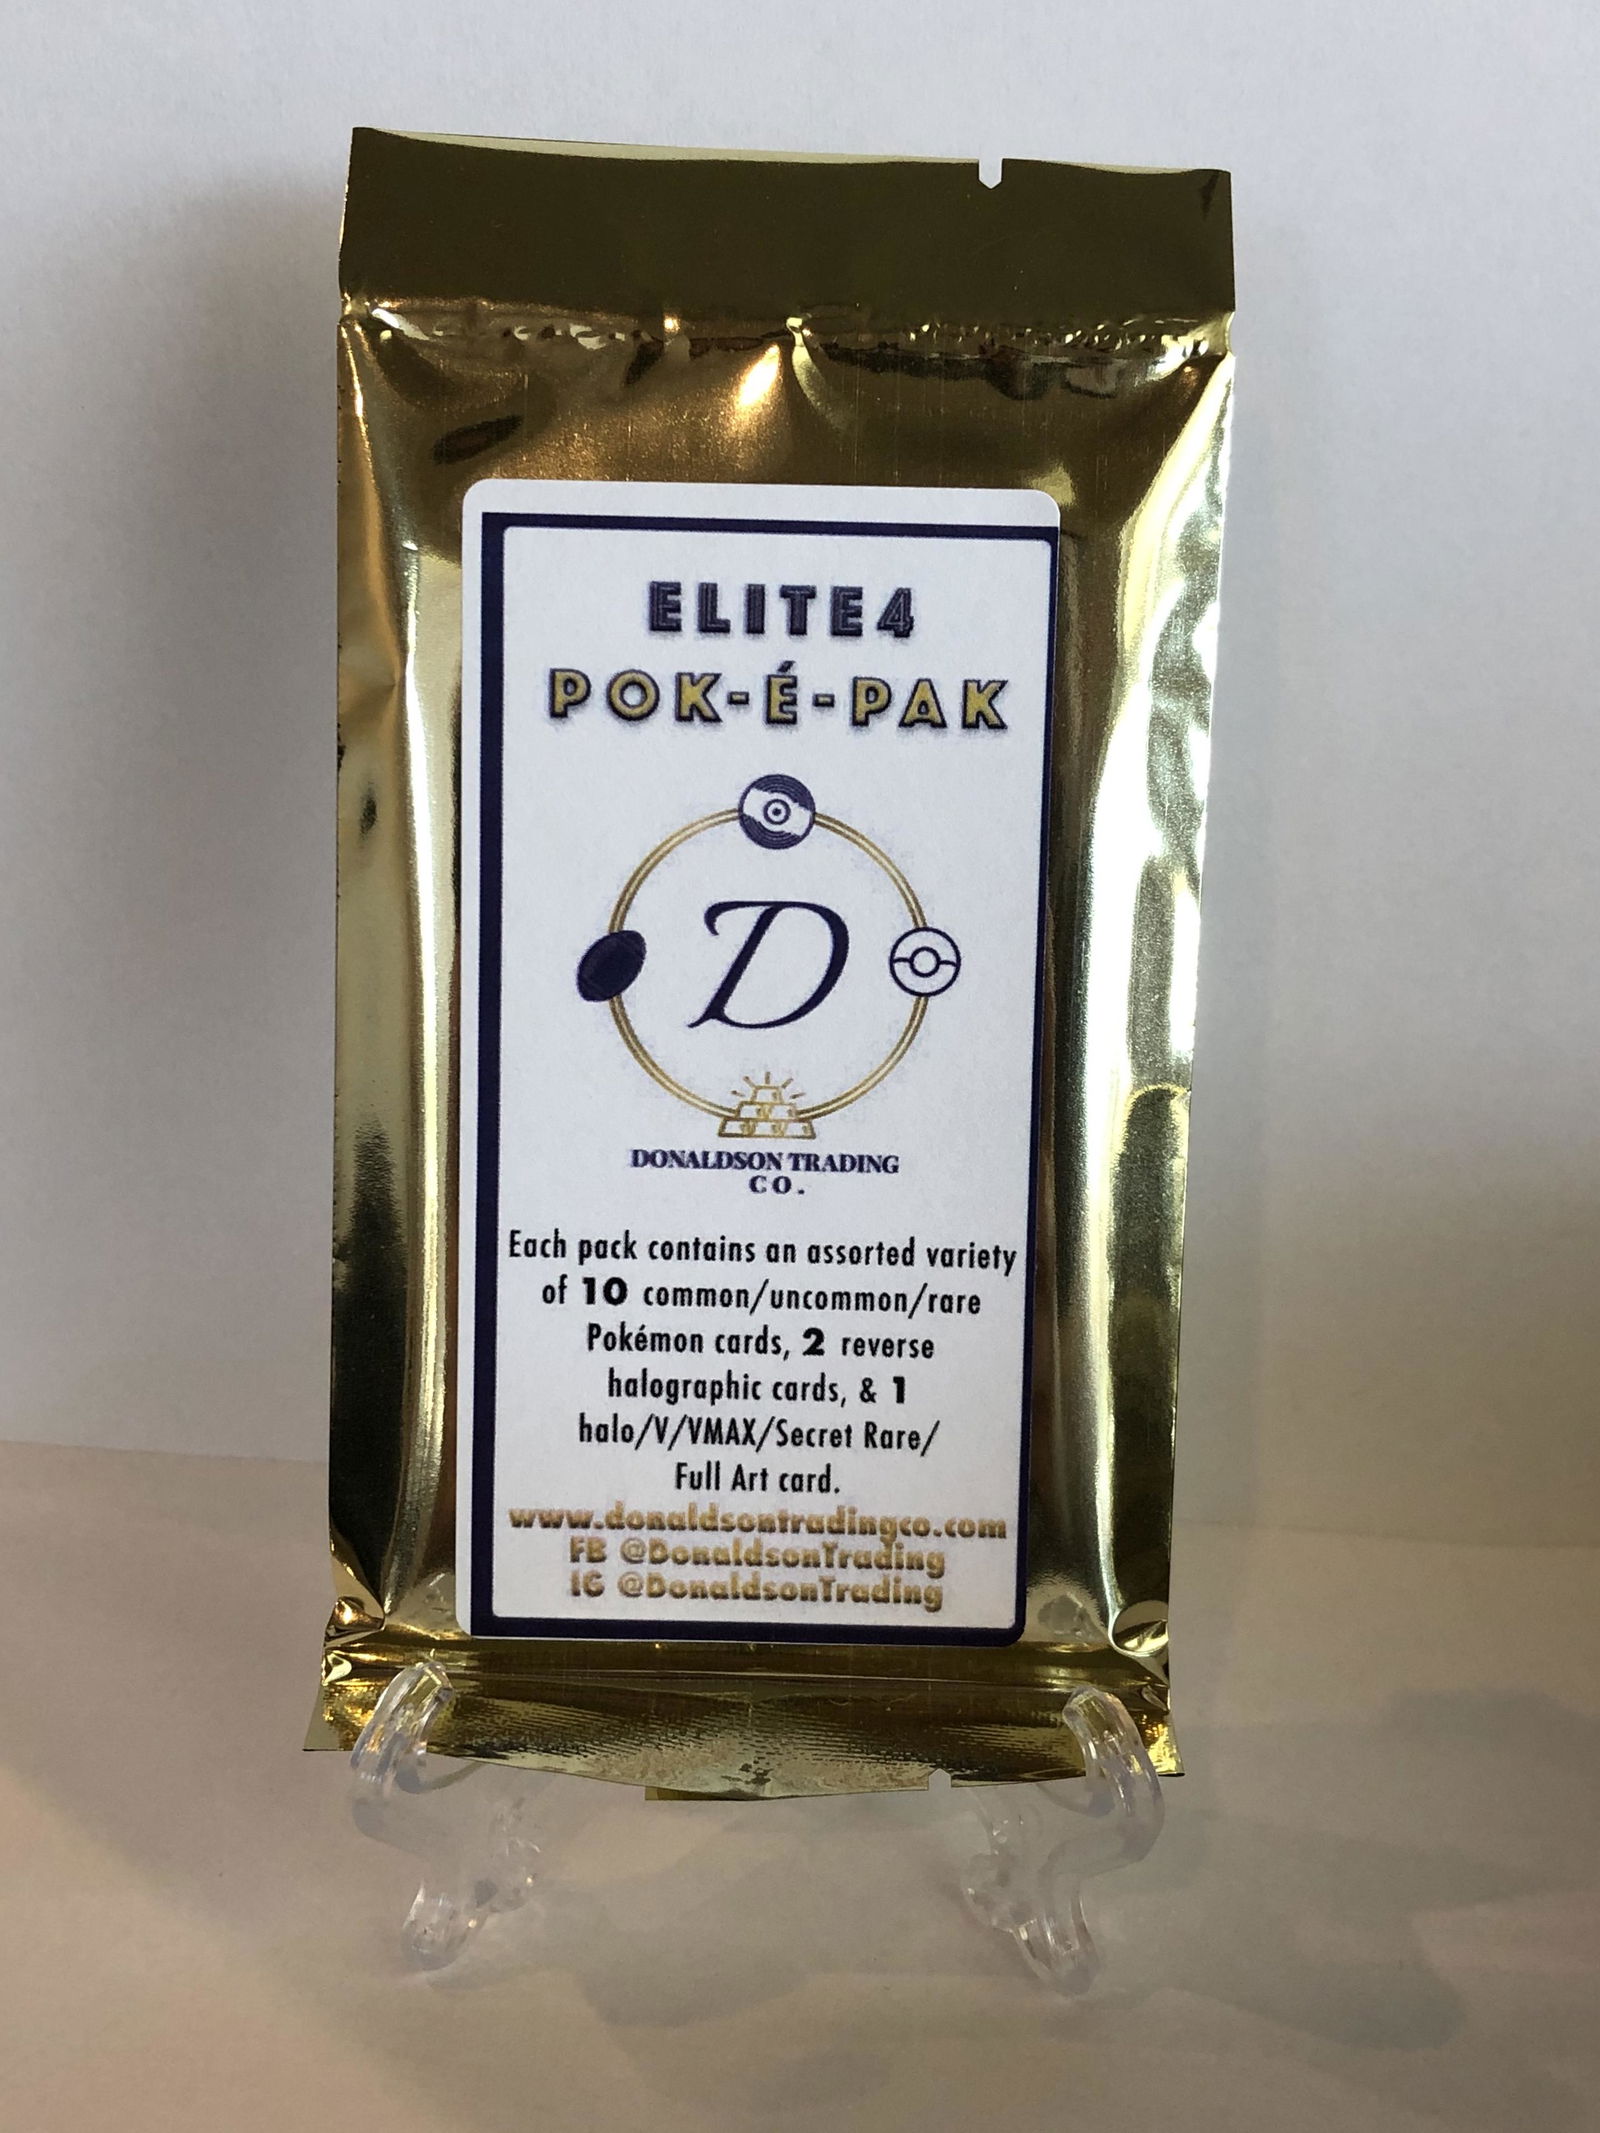 ELITE4
POK-É-PAK
D
DONALDSON TRADING
CO.
Each pack contains an assorted variety
of 10 common/uncommon/rare
Pokémon cards, 2 reverse
halographic cards, & 1
halo/V/VMAX/Secret Rare/
Full Art card.
www.donaldsontradingco.com
FB @DonaldsonTrading
IG @DonaldsonTrading